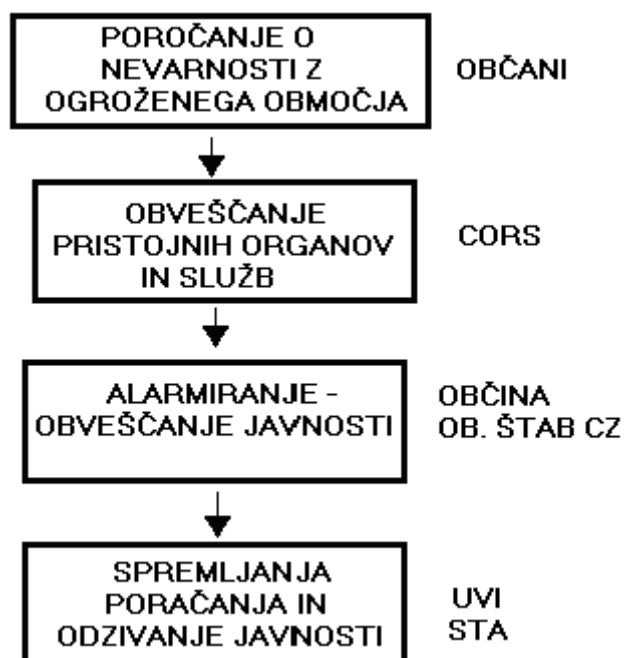 POROČANJE O
NEVARNOSTI Z
OGROŽENEGA OBMOČJA
OBČANI
OBVEŠČANJE
PRISTOJNIH ORGANOV
IN SLUŽB
CORS
ALARMIRANJE -
OBVEŠČANJE JAVNOSTI
OBČINA
OB. ŠTAB CZ
SPREMLJANJA
PORAČANJA IN
ODZIVANJE JAVNOSTI
UVI
STA